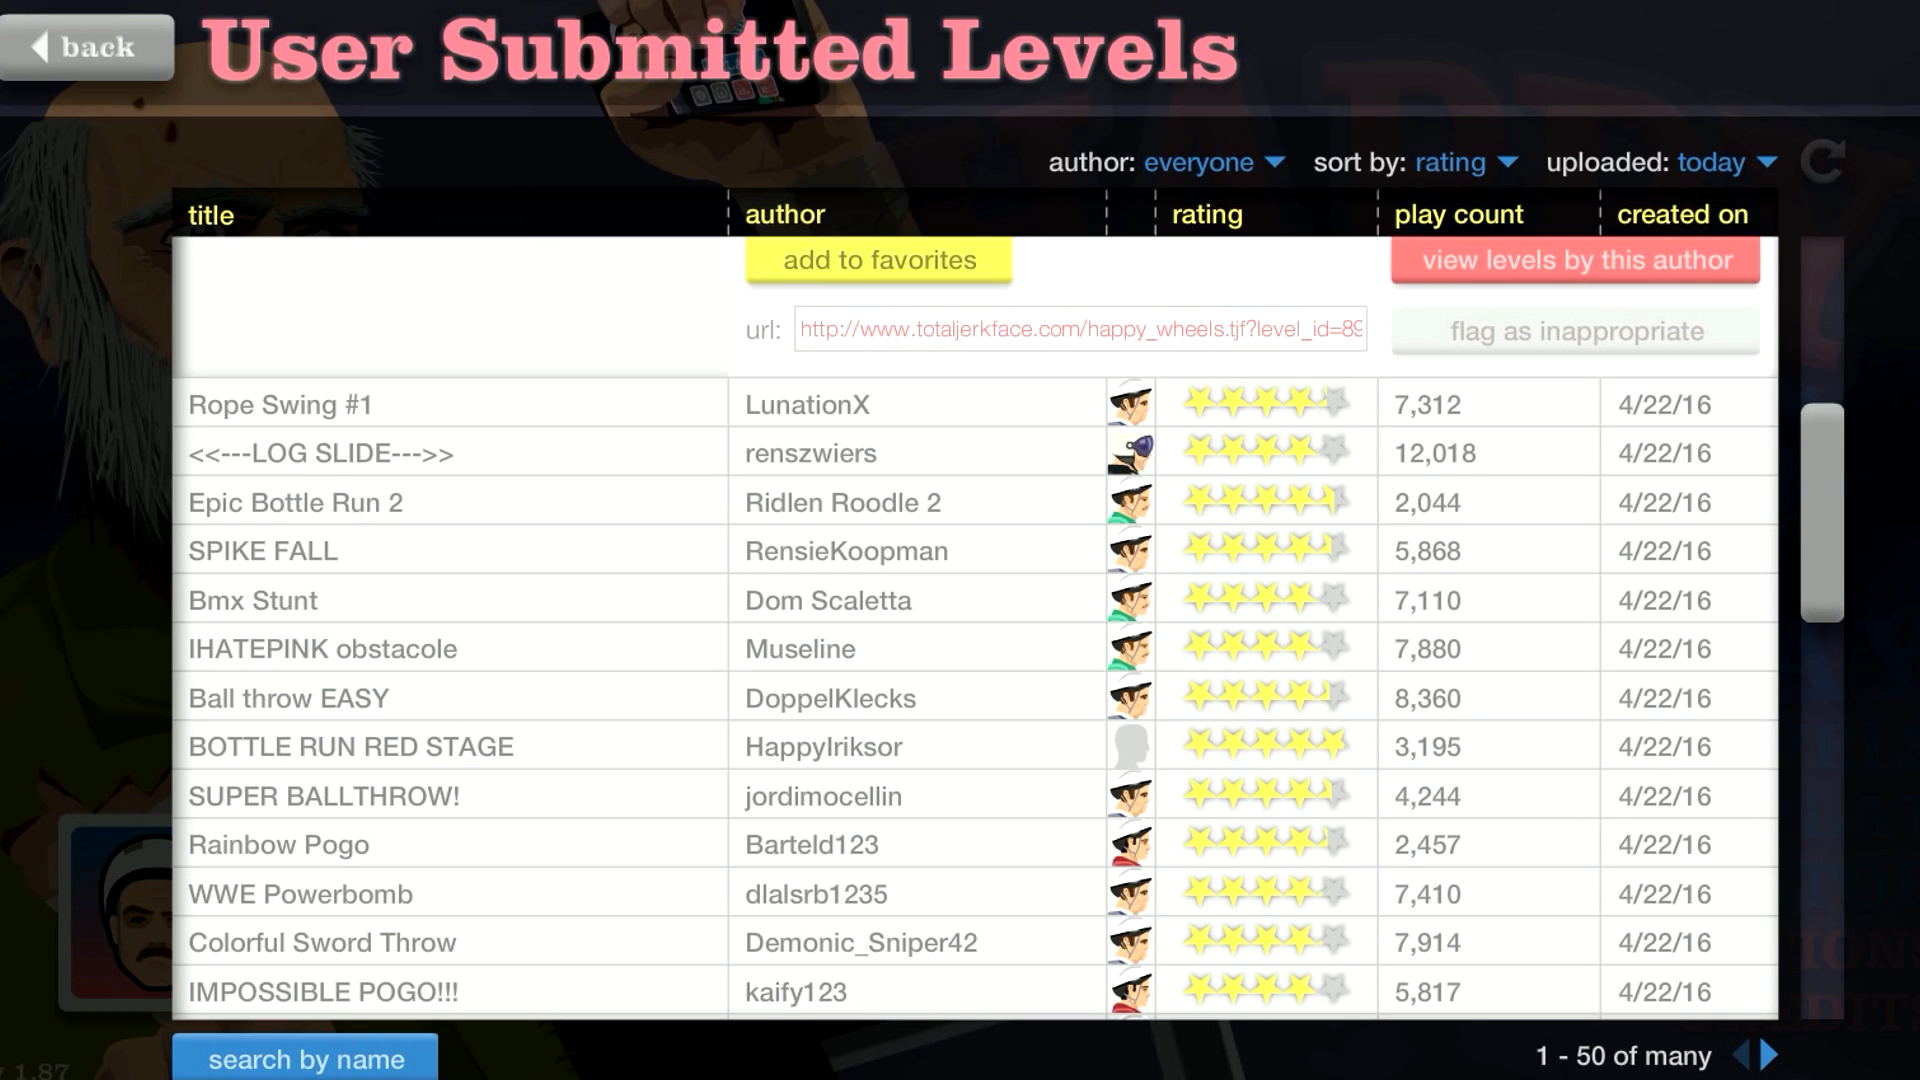 back
User Submitted Levels
author: everyone sort by: rating uploaded: today
title author rating play count created on
add to favorites view levels by this author
url: http://www.totaljerkface.com/happy_wheels.tjf?level_id=89 flag as inappropriate
Rope Swing #1 LunationX 7,312 4/22/16
<<---LOG SLIDE--->> renszwiers 12,018 4/22/16
Epic Bottle Run 2 Ridlen Roodle 2 2,044 4/22/16
SPIKE FALL RensieKoopman 5,868 4/22/16
Bmx Stunt Dom Scaletta 7,110 4/22/16
IHATEPINK obstacole Museline 7,880 4/22/16
Ball throw EASY DoppelKlecks 8,360 4/22/16
BOTTLE RUN RED STAGE HappyIriksor 3,195 4/22/16
SUPER BALLTHROW! jordimocellin 4,244 4/22/16
Rainbow Pogo Barteld123 2,457 4/22/16
WWE Powerbomb dlalsrb1235 7,410 4/22/16
Colorful Sword Throw Demonic_Sniper42 7,914 4/22/16
IMPOSSIBLE POGO!!! kaify123 5,817 4/22/16
search by name 1 - 50 of many
v 1.87